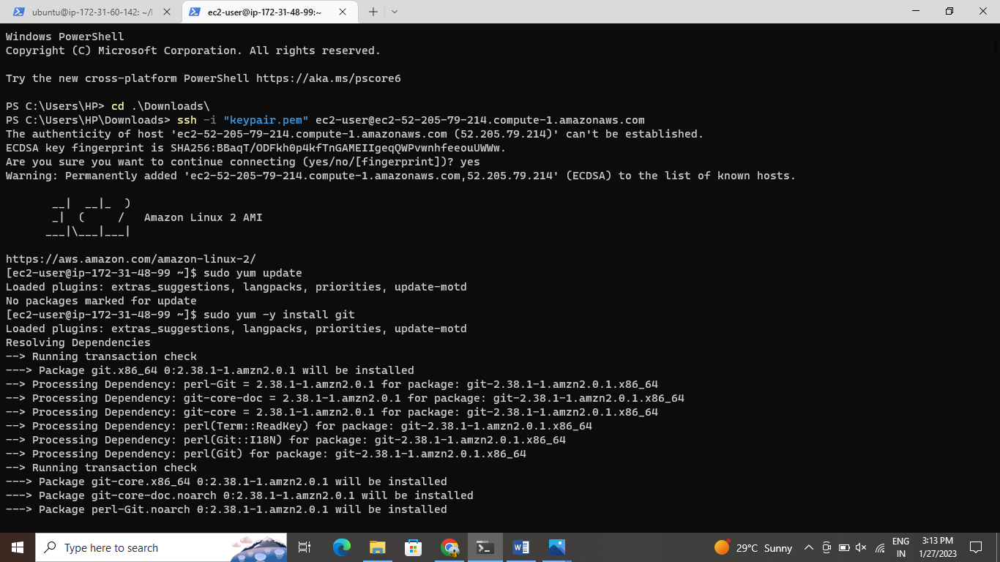 ubuntu@ip-172-31-60-142: ~/l
ec2-user@ip-172-31-48-99:~
Windows PowerShell
Copyright (C) Microsoft Corporation. All rights reserved.
Try the new cross-platform PowerShell https://aka.ms/pscore6
PS C:\Users\HP> cd .\Downloads\
PS C:\Users\HP\Downloads> ssh -i "keypair.pem" ec2-user@ec2-52-205-79-214.compute-1.amazonaws.com
The authenticity of host 'ec2-52-205-79-214.compute-1.amazonaws.com (52.205.79.214)' can't be established.
ECDSA key fingerprint is SHA256:BBaqT/ODFkh0p4kfTnGAMEIIgeqQWPvwnhfeeouUWWw.
Are you sure you want to continue connecting (yes/no/[fingerprint])? yes
Warning: Permanently added 'ec2-52-205-79-214.compute-1.amazonaws.com,52.205.79.214' (ECDSA) to the list of known hosts.
       __|  __|_  )
       _|  (     /   Amazon Linux 2 AMI
      ___|\___|___|
https://aws.amazon.com/amazon-linux-2/
[ec2-user@ip-172-31-48-99 ~]$ sudo yum update
Loaded plugins: extras_suggestions, langpacks, priorities, update-motd
No packages marked for update
[ec2-user@ip-172-31-48-99 ~]$ sudo yum -y install git
Loaded plugins: extras_suggestions, langpacks, priorities, update-motd
Resolving Dependencies
--> Running transaction check
---> Package git.x86_64 0:2.38.1-1.amzn2.0.1 will be installed
--> Processing Dependency: perl-Git = 2.38.1-1.amzn2.0.1 for package: git-2.38.1-1.amzn2.0.1.x86_64
--> Processing Dependency: git-core-doc = 2.38.1-1.amzn2.0.1 for package: git-2.38.1-1.amzn2.0.1.x86_64
--> Processing Dependency: git-core = 2.38.1-1.amzn2.0.1 for package: git-2.38.1-1.amzn2.0.1.x86_64
--> Processing Dependency: perl(Term::ReadKey) for package: git-2.38.1-1.amzn2.0.1.x86_64
--> Processing Dependency: perl(Git::I18N) for package: git-2.38.1-1.amzn2.0.1.x86_64
--> Processing Dependency: perl(Git) for package: git-2.38.1-1.amzn2.0.1.x86_64
--> Running transaction check
---> Package git-core.x86_64 0:2.38.1-1.amzn2.0.1 will be installed
---> Package git-core-doc.noarch 0:2.38.1-1.amzn2.0.1 will be installed
---> Package perl-Git.noarch 0:2.38.1-1.amzn2.0.1 will be installed
Type here to search
29°C Sunny
ENG
IN
3:13 PM
1/27/2023